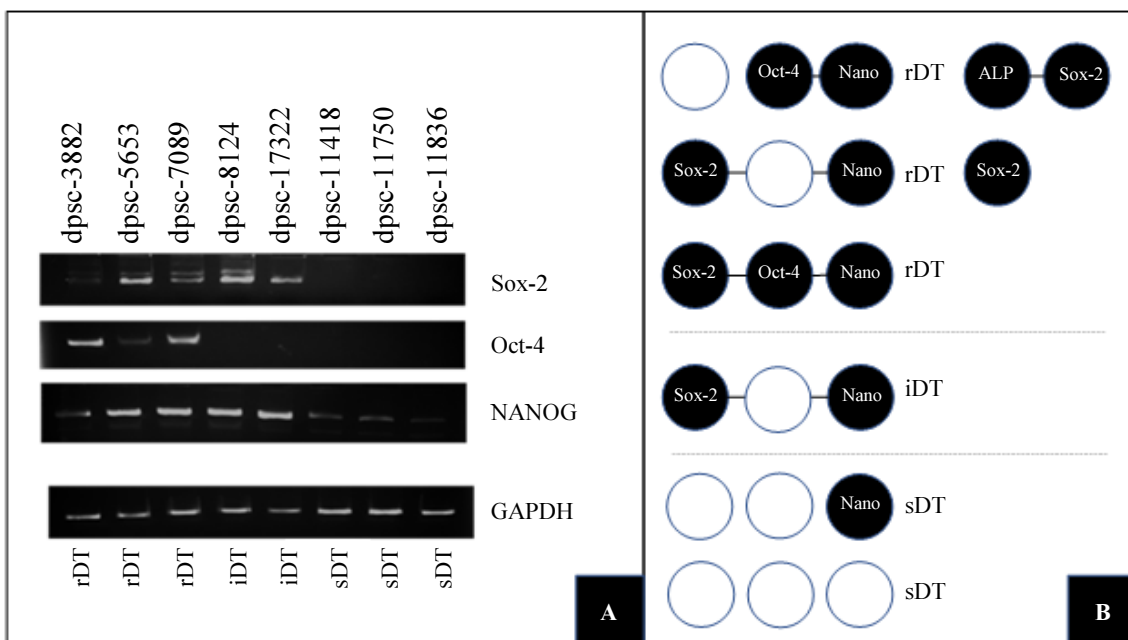 dpsc-3882
dpsc-5653
dpsc-7089
dpsc-8124
dpsc-17322
dpsc-11418
dpsc-11750
dpsc-11836
Sox-2
Oct-4
NANOG
GAPDH
rDT
rDT
rDT
iDT
iDT
sDT
sDT
sDT
A
Oct-4 Nano rDT ALP Sox-2
Sox-2 Nano rDT Sox-2
Sox-2 Oct-4 Nano rDT
Sox-2 Nano iDT
Nano sDT
sDT
B